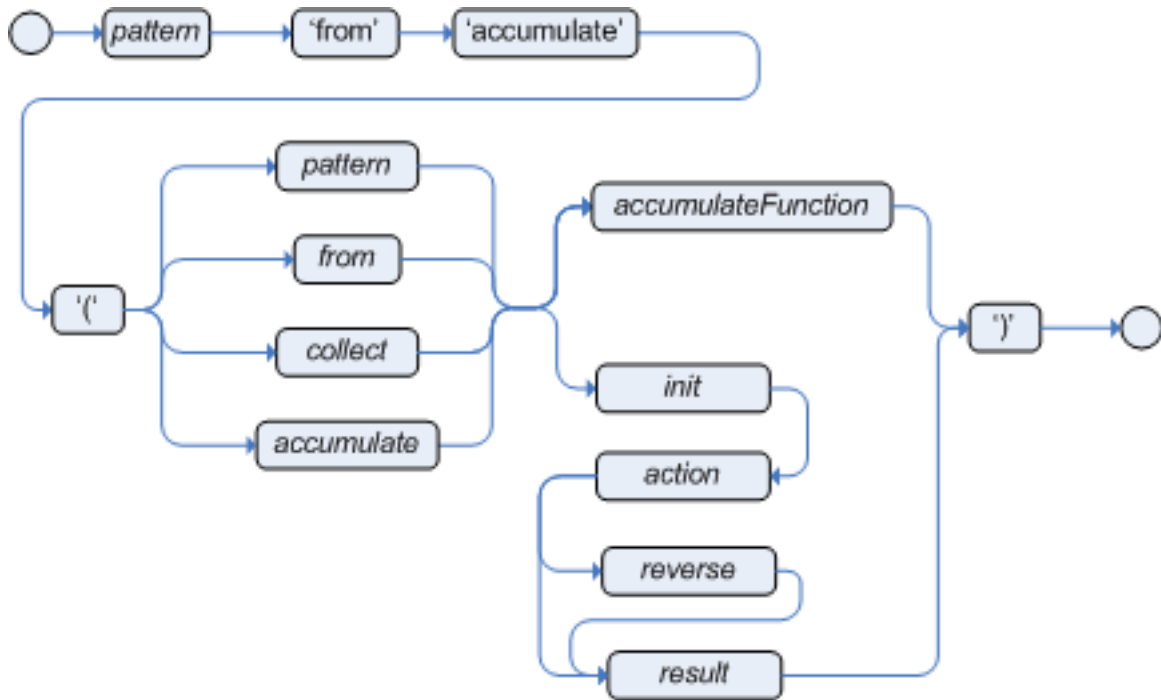 pattern
‘from’
‘accumulate’
pattern
accumulateFunction
from
‘(‘
‘)’
collect
init
accumulate
action
reverse
result